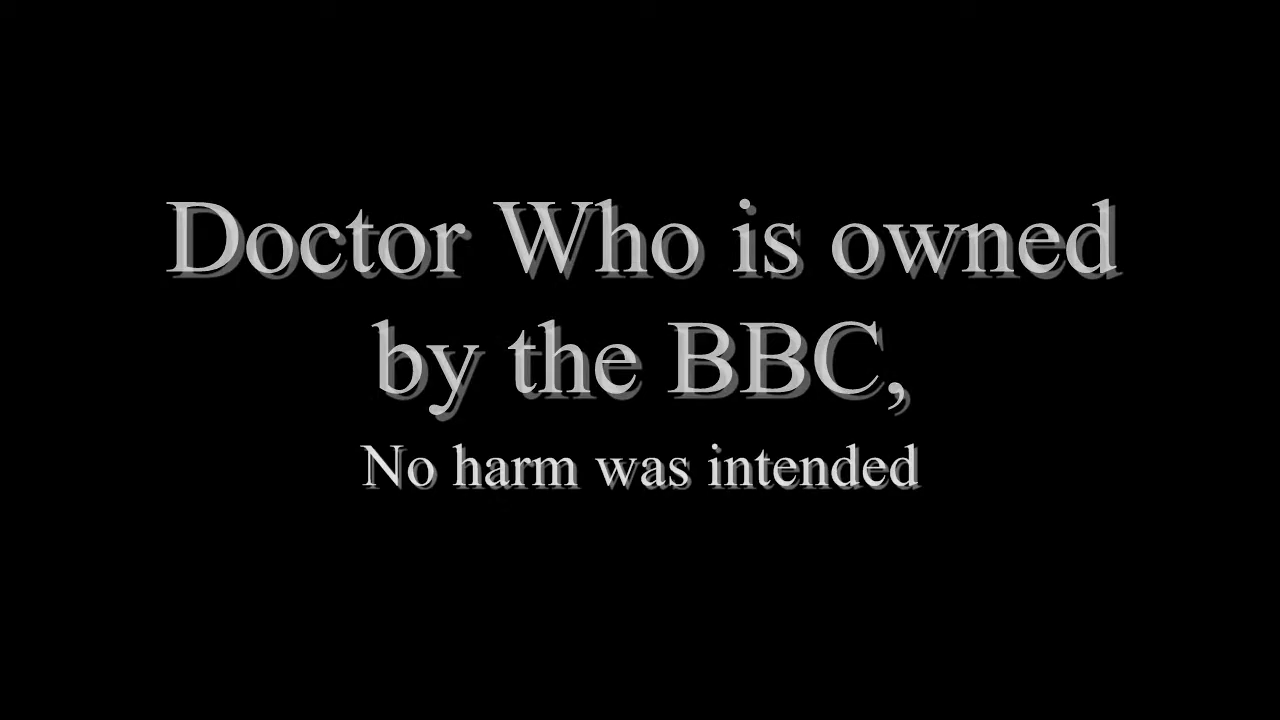 Doctor Who is owned
by the BBC,
No harm was intended